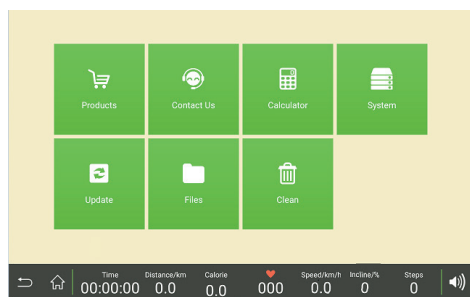 Products Contact Us Calculator System
Update Files Clean
Time Distance/km Calorie Speed/km/h Incline/% Steps
00:00:00 0.0 0.0 000 0.0 0 0